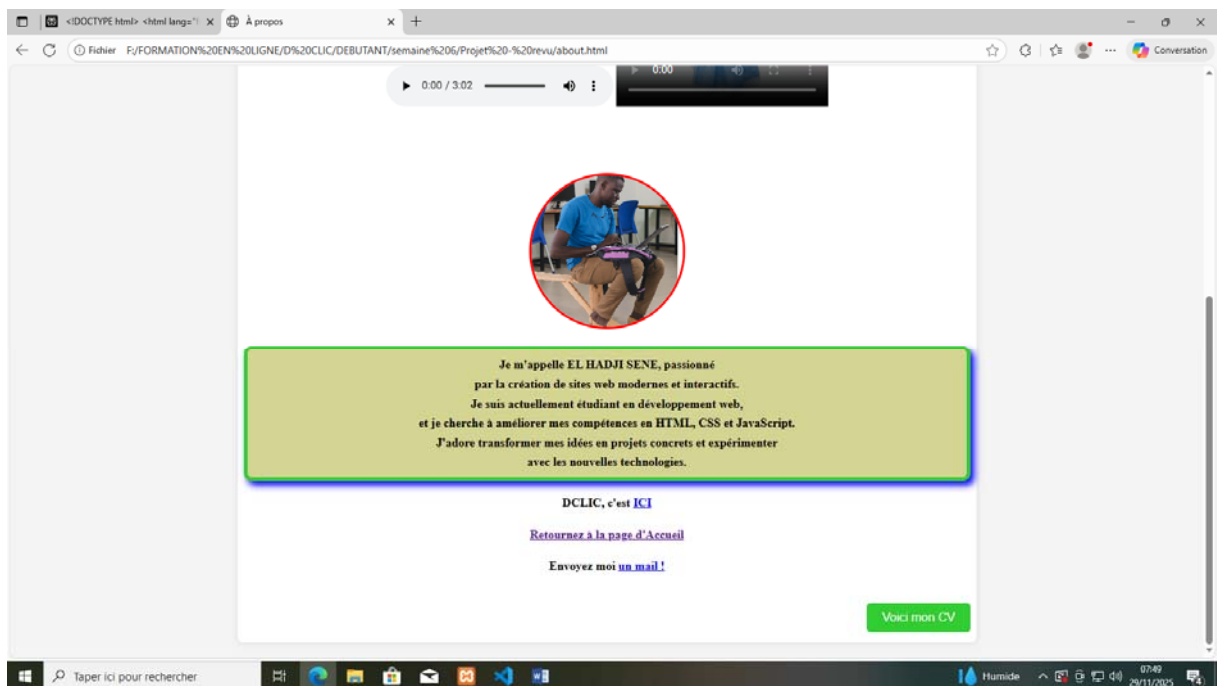 <!DOCTYPE html> <html lang="f
À propos
Fichier F:/FORMATION%20EN%20LIGNE/D%20CLIC/DEBUTANT/semaine%206/Projet%20-%20revu/about.html
Conversation
0:00 / 3:02
0:00
Je m'appelle EL HADJI SENE, passionné
par la création de sites web modernes et interactifs.
Je suis actuellement étudiant en développement web,
et je cherche à améliorer mes compétences en HTML, CSS et JavaScript.
J'adore transformer mes idées en projets concrets et expérimenter
avec les nouvelles technologies.
DCLIC, c'est ICI
Retournez à la page d'Accueil
Envoyez moi un mail !
Voici mon CV
Taper ici pour rechercher
Humide
07:49
29/11/2025